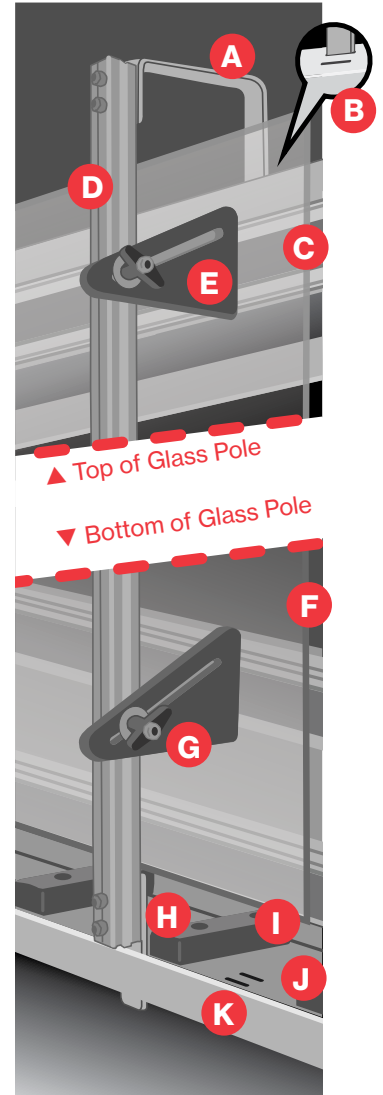 A
B
D
C
E
▲ Top of Glass Pole
▼ Bottom of Glass Pole
F
G
H
I
J
K